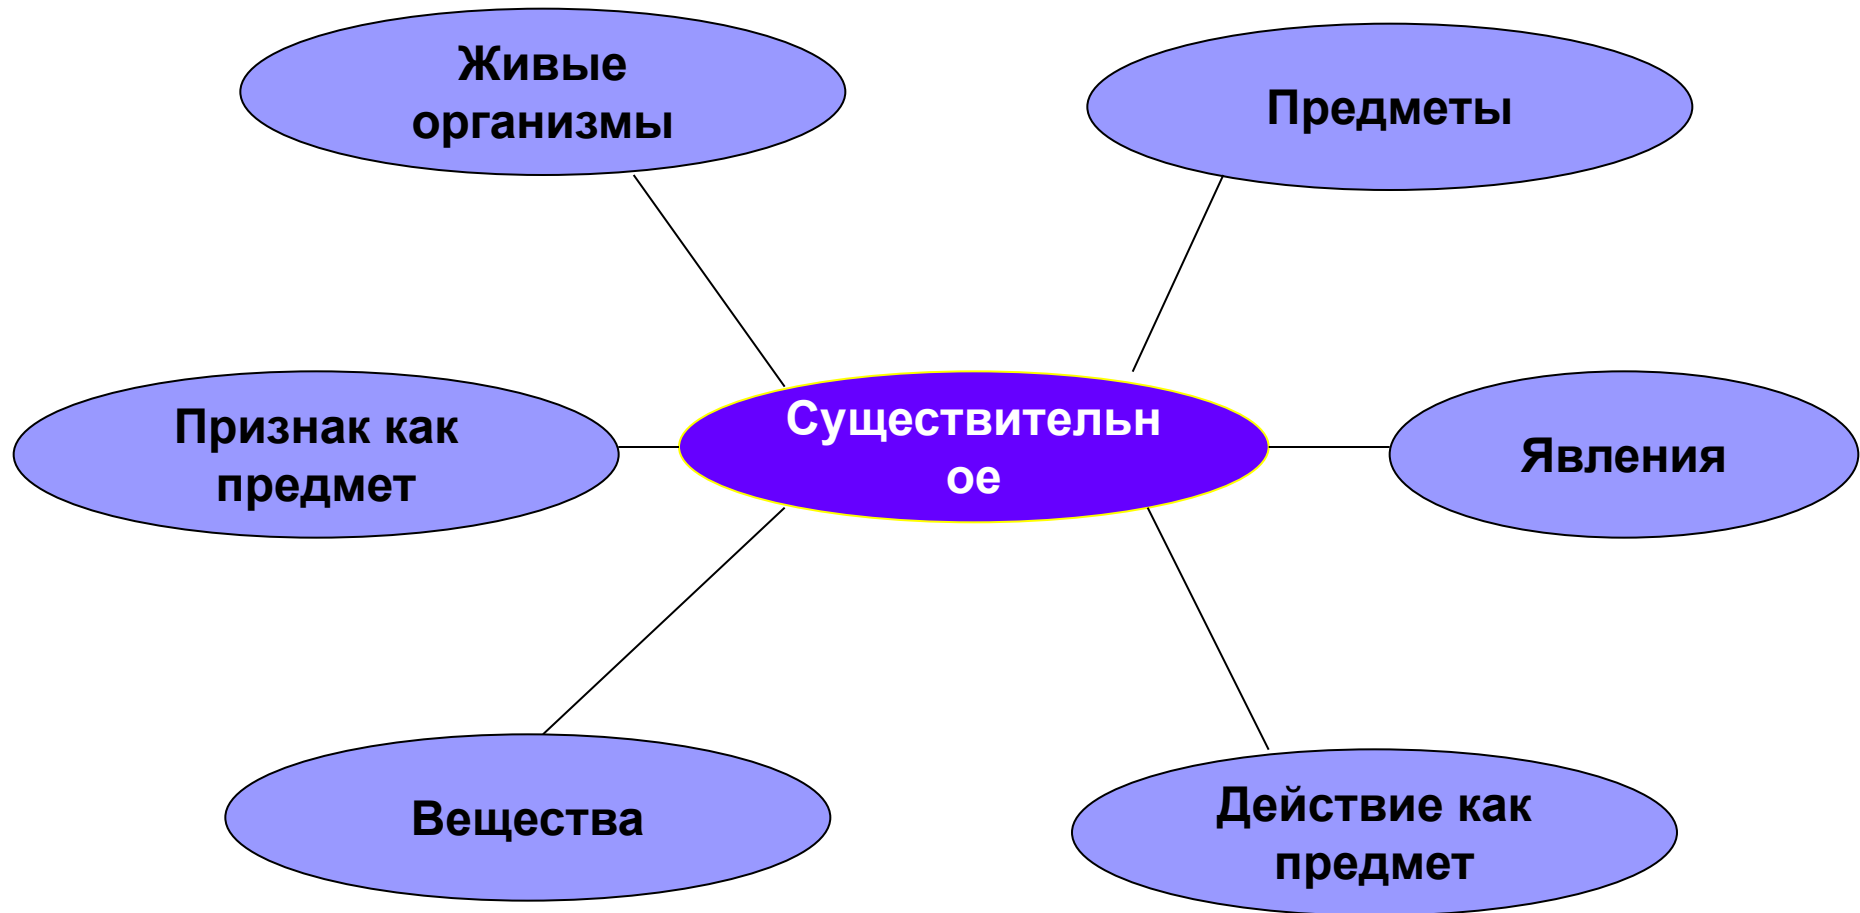 Живые
организмы
Предметы
Признак как
предмет
Существительн
ое
Явления
Вещества
Действие как
предмет